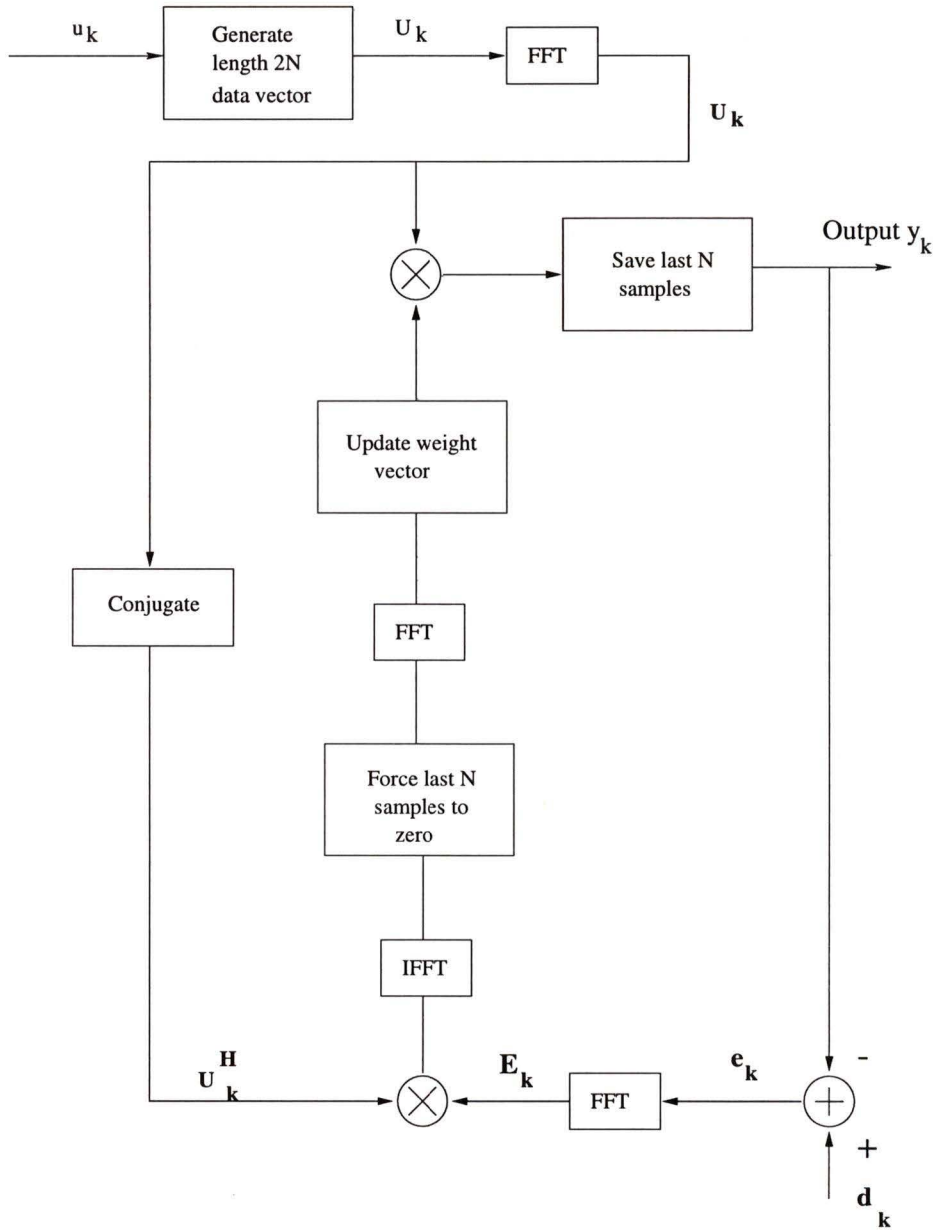 u k
Generate
length 2N
data vector
U k
FFT
U k
Output y k
Save last N
samples
Update weight
vector
Conjugate
FFT
Force last N
samples to
zero
IFFT
U k H
E k
FFT
e k
-
+
d k